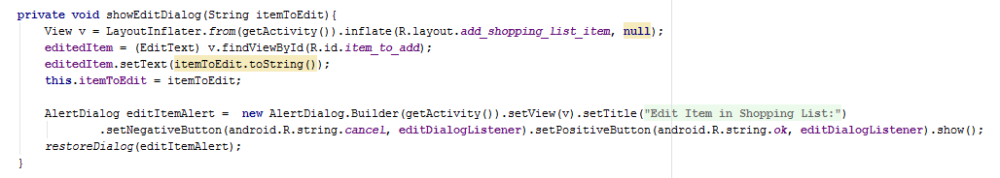 private void showEditDialog(String itemToEdit){
View v = LayoutInflater.from(getActivity()).inflate(R.layout.add_shopping_list_item, null);
editedItem = (EditText) v.findViewById(R.id.item_to_add);
editedItem.setText(itemToEdit.toString());
this.itemToEdit = itemToEdit;
AlertDialog editItemAlert =  new AlertDialog.Builder(getActivity()).setView(v).setTitle("Edit Item in Shopping List:")
.setNegativeButton(android.R.string.cancel, editDialogListener).setPositiveButton(android.R.string.ok, editDialogListener).show();
restoreDialog(editItemAlert);
}